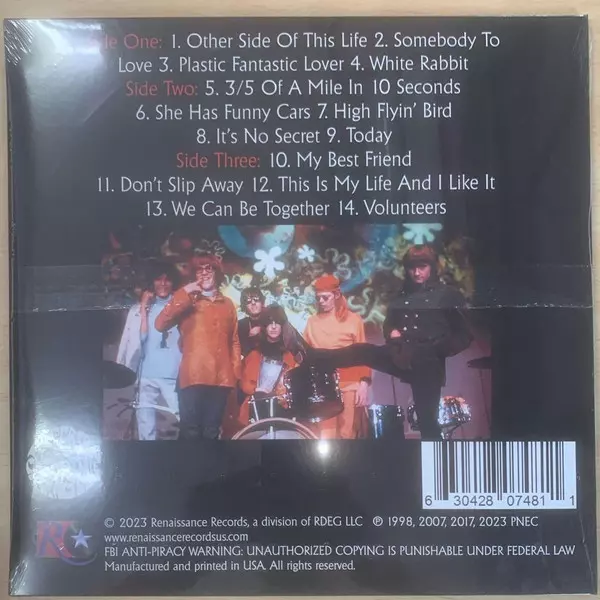 Side One: 1. Other Side Of This Life 2. Somebody To
Love 3. Plastic Fantastic Lover 4. White Rabbit
Side Two: 5. 3/5 Of A Mile In 10 Seconds
6. She Has Funny Cars 7. High Flyin' Bird
8. It's No Secret 9. Today
Side Three: 10. My Best Friend
11. Don't Slip Away 12. This Is My Life And I Like It
13. We Can Be Together 14. Volunteers
6 30428 07481 1
© 2023 Renaissance Records, a division of RDEG LLC ℗ 1998, 2007, 2017, 2023 PNEC
www.renaissancerecordsus.com
FBI ANTI-PIRACY WARNING: UNAUTHORIZED COPYING IS PUNISHABLE UNDER FEDERAL LAW
Manufactured and printed in USA. All rights reserved.